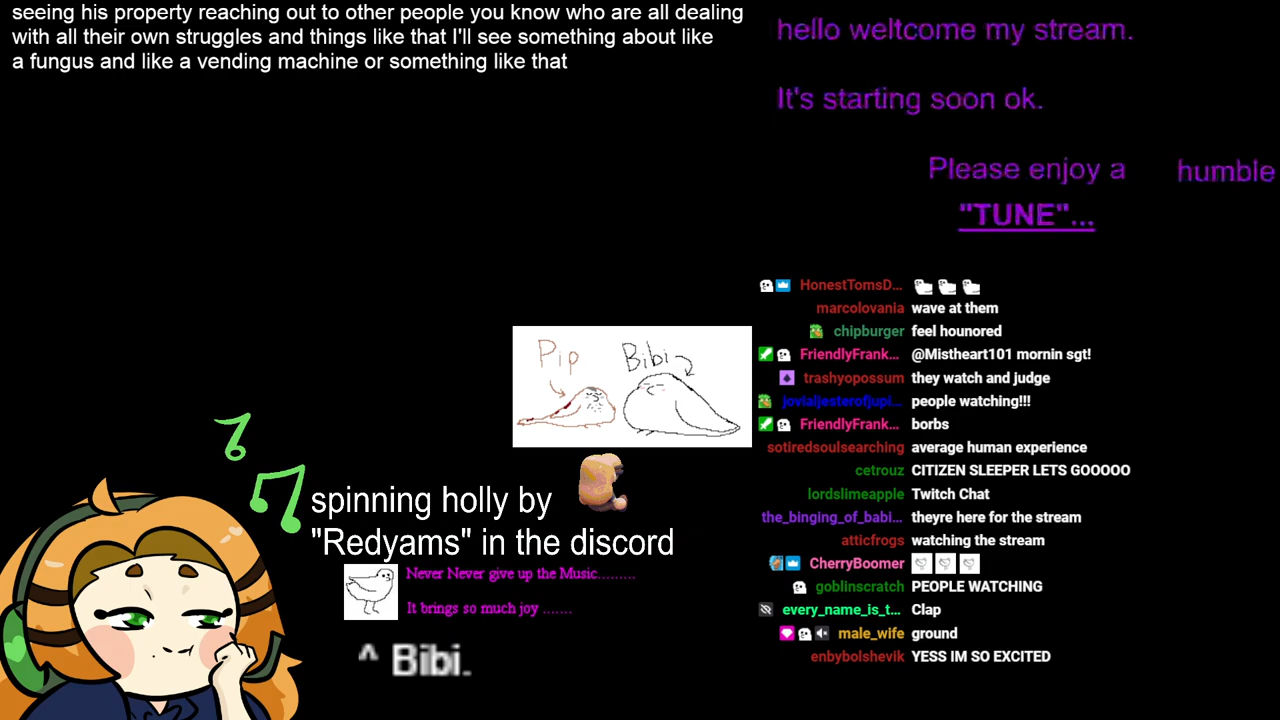 seeing his property reaching out to other people you know who are all dealing
with all their own struggles and things like that I'll see something about like
a fungus and like a vending machine or something like that
hello weltcome my stream.
It's starting soon ok.
Please enjoy a humble
"TUNE"...
HonestTomsD...
marcolovania wave at them
chipburger feel hounored
FriendlyFrank... @Mistheart101 mornin sgt!
trashyopossum they watch and judge
jovialjesterofjupi... people watching!!!
FriendlyFrank... borbs
sotiredsoulsearching average human experience
cetrouz CITIZEN SLEEPER LETS GOOOOO
lordslimeapple Twitch Chat
the_binging_of_babi... theyre here for the stream
atticfrogs watching the stream
CherryBoomer
goblinscratch PEOPLE WATCHING
every_name_is_t... Clap
male_wife ground
enbybolshevik YESS IM SO EXCITED
Pip Bibi
spinning holly by
"Redyams" in the discord
Never Never give up the Music.........
It brings so much joy .......
^ Bibi.